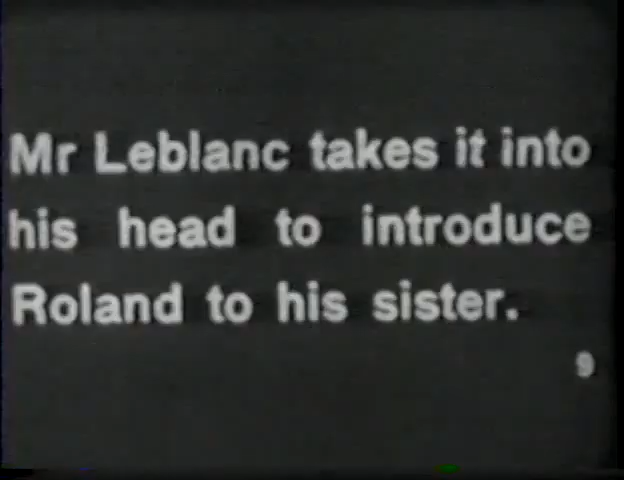 Mr Leblanc takes it into
his head to introduce
Roland to his sister.
9